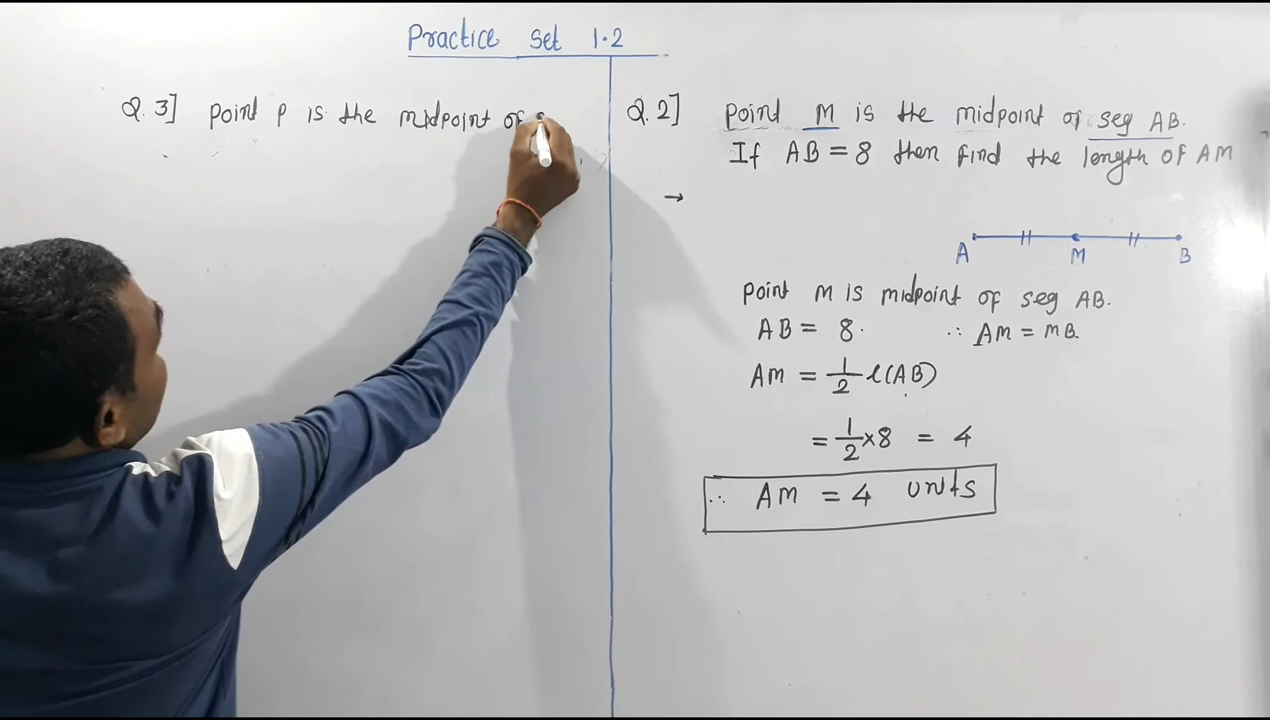 Practice Set 1.2
Q.3] Point P is the midpoint of
Q.2] Point M is the midpoint of seg AB.
If AB = 8 then find the length of AM
→
A M B
Point M is midpoint of seg AB.
AB = 8. ∴ AM = MB
AM = 1/2 l(AB)
= 1/2 × 8 = 4
∴ AM = 4 units